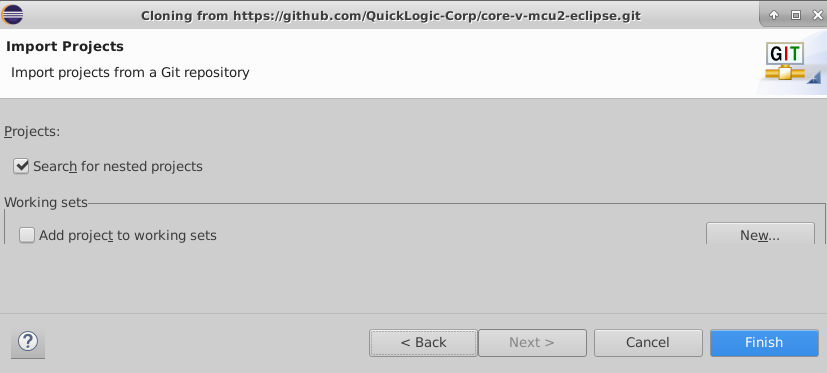 Cloning from https://github.com/QuickLogic-Corp/core-v-mcu2-eclipse.git
Import Projects
Import projects from a Git repository
GIT
Projects:
Search for nested projects
Working sets
Add project to working sets
New...
?
< Back
Next >
Cancel
Finish